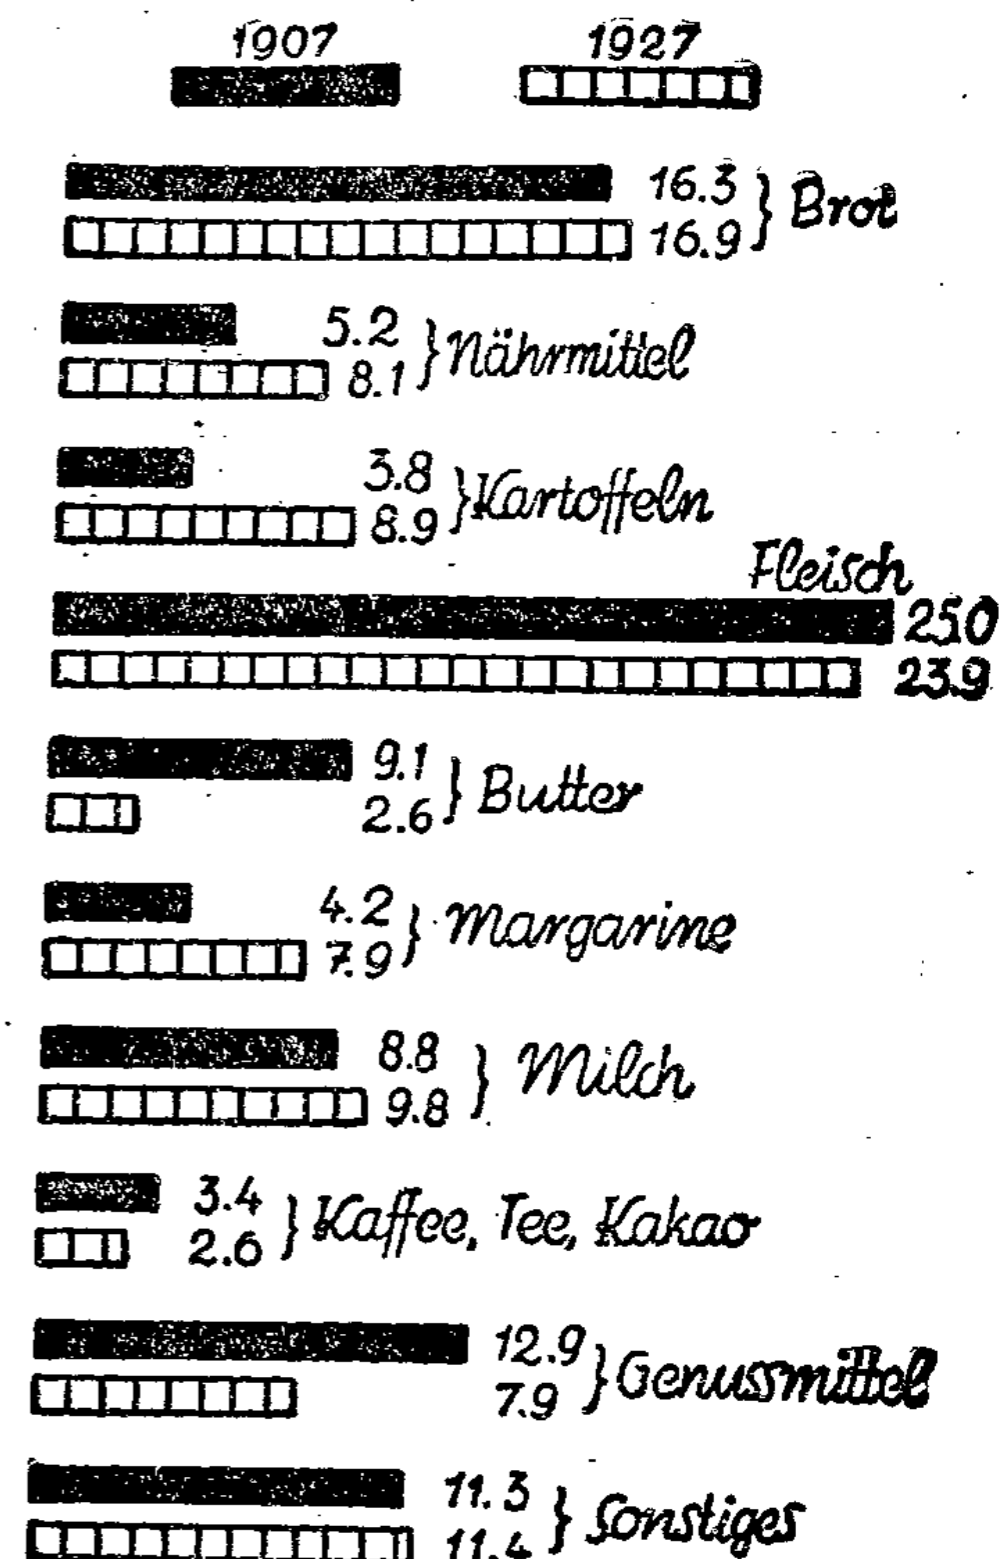 1907 1927
16.3
16.9 } Brot
5.2
8.1 } Nährmittel
3.8
8.9 } Kartoffeln
Fleisch
25.0
23.9
9.1
2.6 } Butter
4.2
7.9 } Margarine
8.8
9.8 } Milch
3.4
2.6 } Kaffee, Tee, Kakao
12.9
7.9 } Genussmittel
11.3
11.4 } Sonstiges